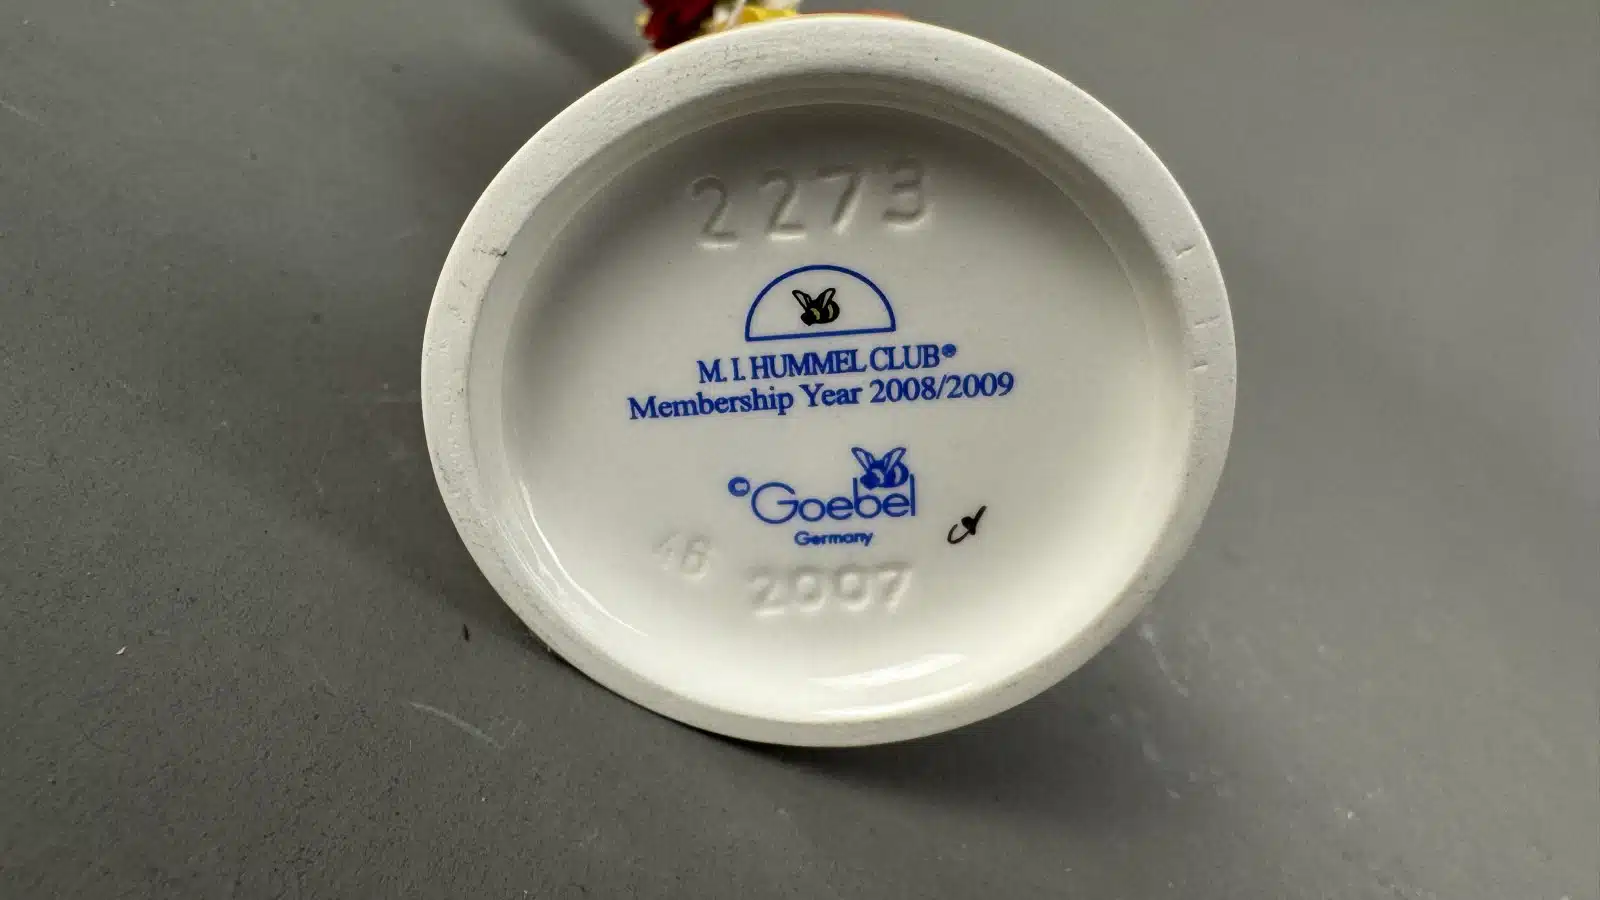 2273
M. I. HUMMEL CLUB®
Membership Year 2008/2009
©Goebel
Germany
46
2007